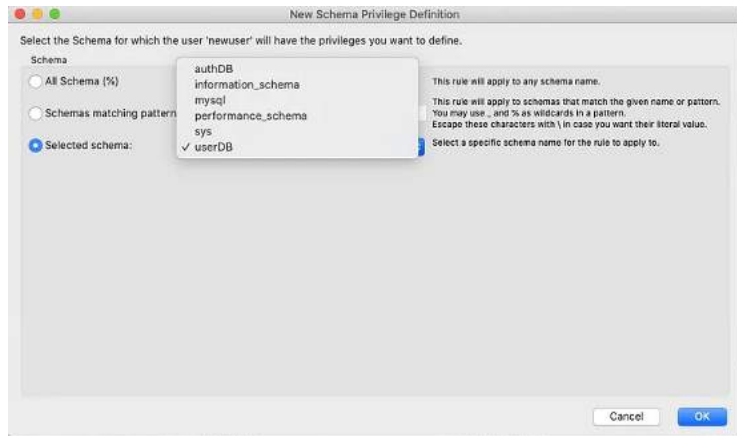 New Schema Privilege Definition
Select the Schema for which the user 'newuser' will have the privileges you want to define.
Schema
All Schema (%)
This rule will apply to any schema name.
Schemas matching pattern
This rule will apply to schemas that match the given name or pattern.
You may use _ and % as wildcards in a pattern.
Escape these characters with \ in case you want their literal value.
Selected schema:
Select a specific schema name for the rule to apply to.
authDB
information_schema
mysql
performance_schema
sys
✓ userDB
Cancel
OK